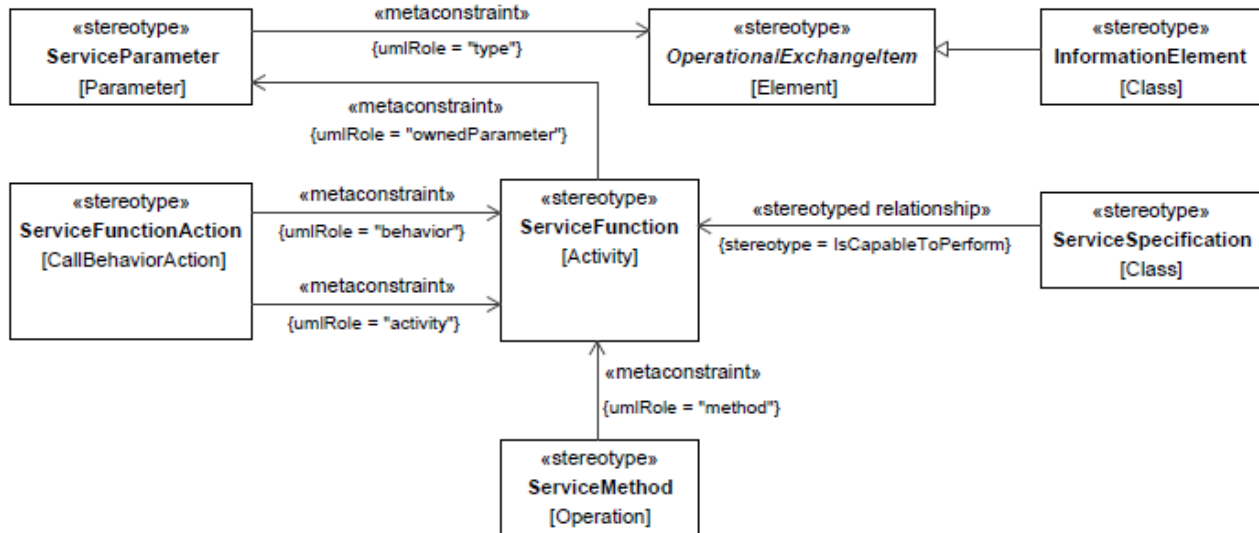 «metaconstraint»
«stereotype»
ServiceParameter
[Parameter]
{umlRole = "type"}
«stereotype»
OperationalExchangeItem
[Element]
«stereotype»
InformationElement
[Class]
«metaconstraint»
{umlRole = "ownedParameter"}
«stereotype»
ServiceFunctionAction
[CallBehaviorAction]
«metaconstraint»
{umlRole = "behavior"}
«metaconstraint»
{umlRole = "activity"}
«stereotype»
ServiceFunction
[Activity]
«stereotyped relationship»
{stereotype = IsCapableToPerform}
«stereotype»
ServiceSpecification
[Class]
«metaconstraint»
{umlRole = "method"}
«stereotype»
ServiceMethod
[Operation]